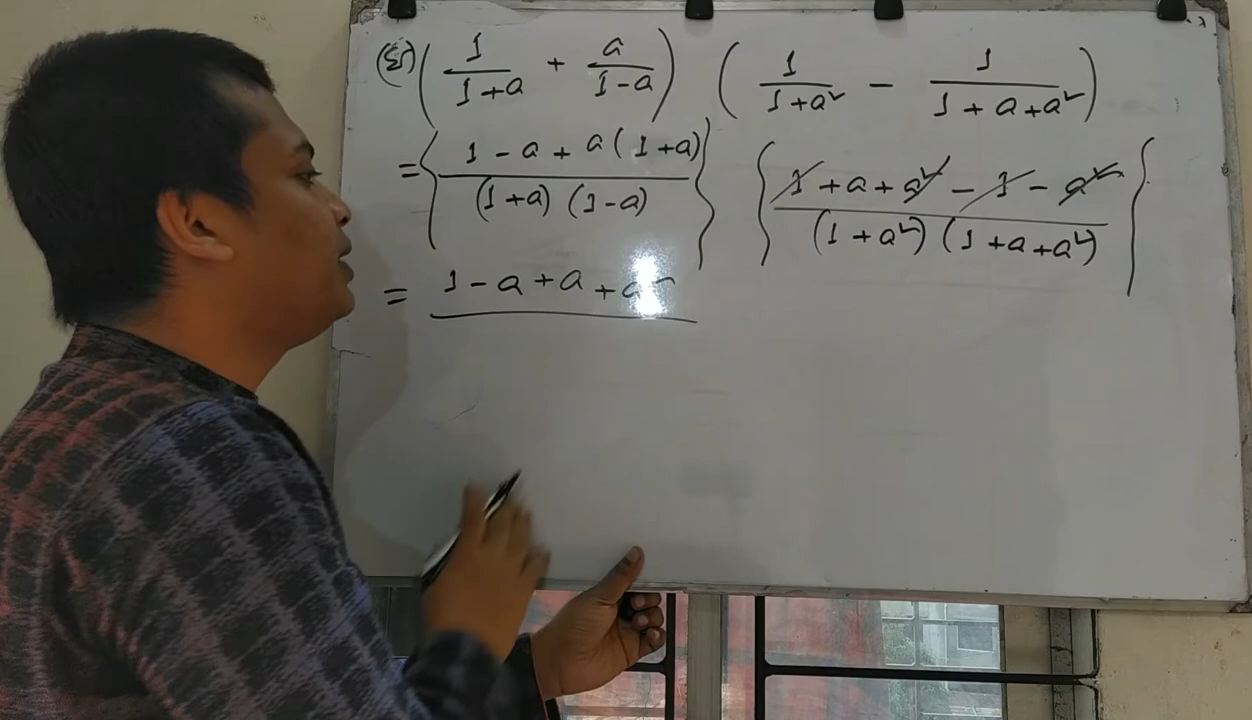 (ঙ) ( 1/(1+a) + a/(1-a) ) ( 1/(1+a²) - 1/(1+a+a²) )
= { (1-a+a(1+a))/((1+a)(1-a)) } { (1+a+a²-1-a²)/((1+a²)(1+a+a²)) }
= 1-a+a+a²